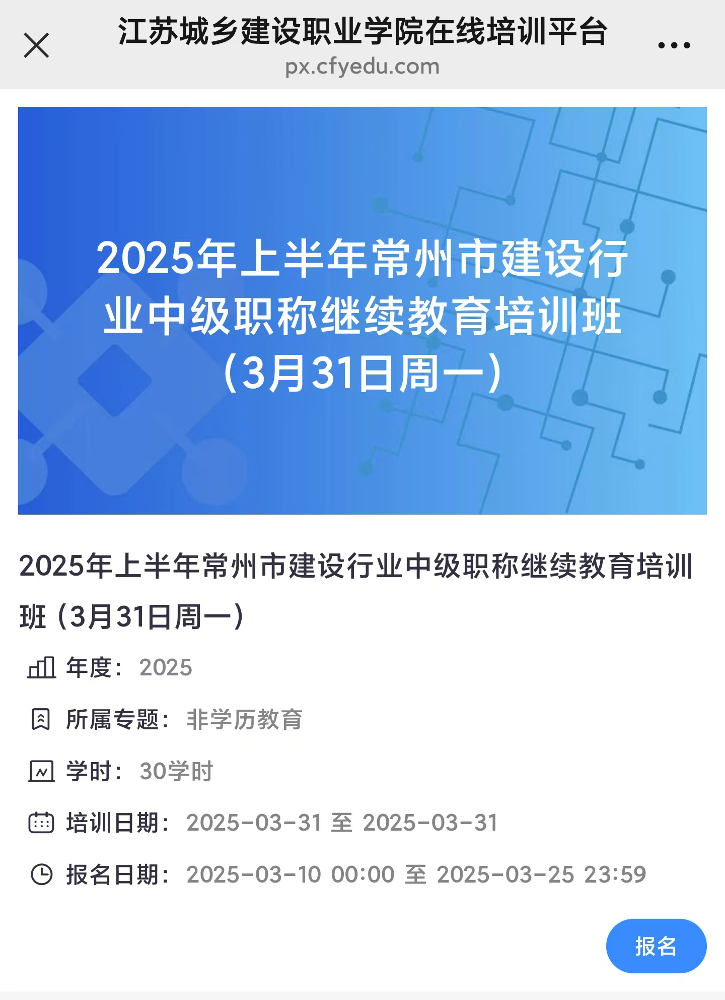 江苏城乡建设职业学院在线培训平台
px.cfyedu.com
2025年上半年常州市建设行
业中级职称继续教育培训班
（3月31日周一）
2025年上半年常州市建设行业中级职称继续教育培训
班（3月31日周一）
年度： 2025
所属专题： 非学历教育
学时： 30学时
培训日期： 2025-03-31 至 2025-03-31
报名日期： 2025-03-10 00:00 至 2025-03-25 23:59
报名